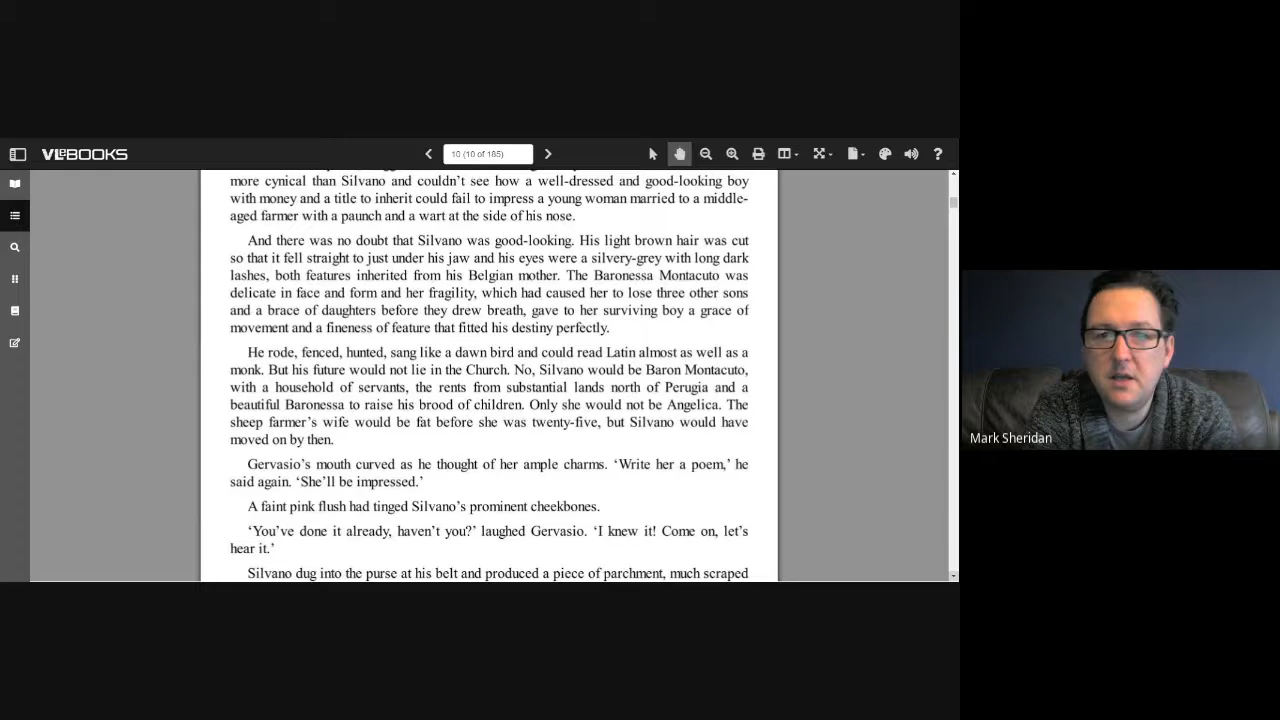 VLeBOOKS
10 (10 of 185)
more cynical than Silvano and couldn’t see how a well-dressed and good-looking boy
with money and a title to inherit could fail to impress a young woman married to a middle-
aged farmer with a paunch and a wart at the side of his nose.
And there was no doubt that Silvano was good-looking. His light brown hair was cut
so that it fell straight to just under his jaw and his eyes were a silvery-grey with long dark
lashes, both features inherited from his Belgian mother. The Baronessa Montacuto was
delicate in face and form and her fragility, which had caused her to lose three other sons
and a brace of daughters before they drew breath, gave to her surviving boy a grace of
movement and a fineness of feature that fitted his destiny perfectly.
He rode, fenced, hunted, sang like a dawn bird and could read Latin almost as well as a
monk. But his future would not lie in the Church. No, Silvano would be Baron Montacuto,
with a household of servants, the rents from substantial lands north of Perugia and a
beautiful Baronessa to raise his brood of children. Only she would not be Angelica. The
sheep farmer’s wife would be fat before she was twenty-five, but Silvano would have
moved on by then.
Gervasio’s mouth curved as he thought of her ample charms. ‘Write her a poem,’ he
said again. ‘She’ll be impressed.’
A faint pink flush had tinged Silvano’s prominent cheekbones.
‘You’ve done it already, haven’t you?’ laughed Gervasio. ‘I knew it! Come on, let’s
hear it.’
Silvano dug into the purse at his belt and produced a piece of parchment, much scraped
Mark Sheridan